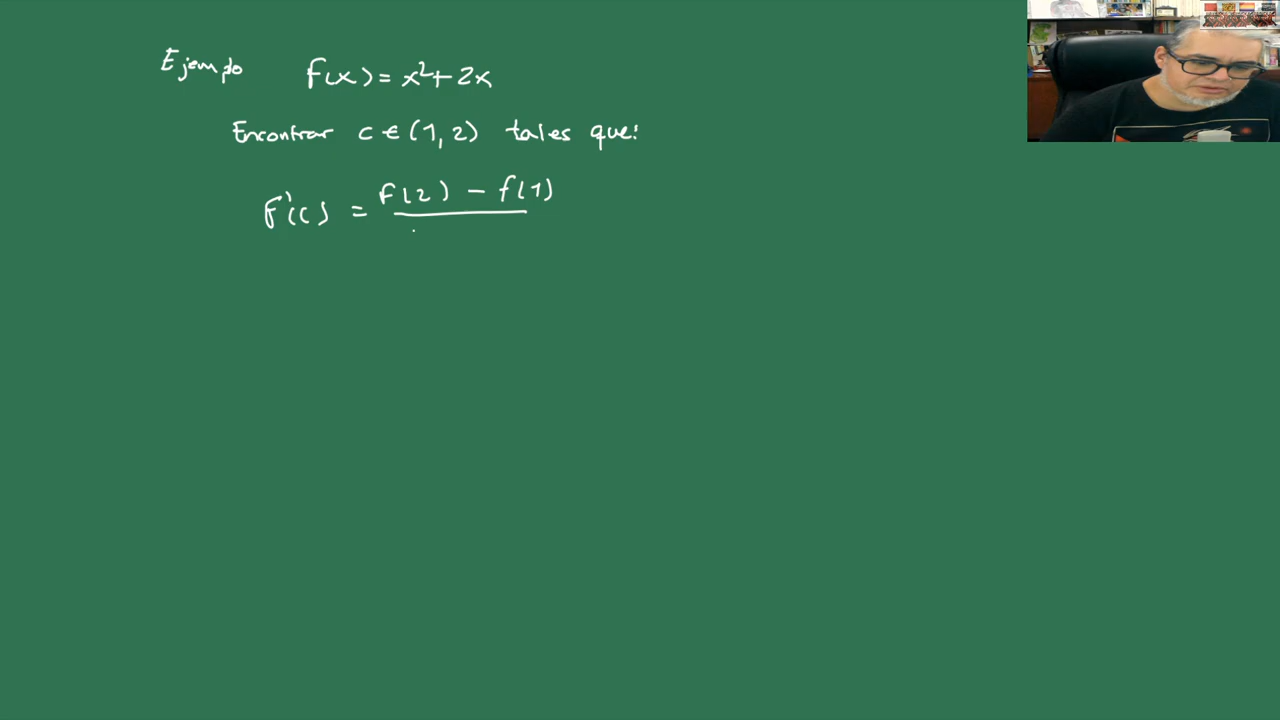 Ejemplo f(x) = x² + 2x
Encontrar c ∈ (1, 2) tales que:
f'(c) = f(2) - f(1)